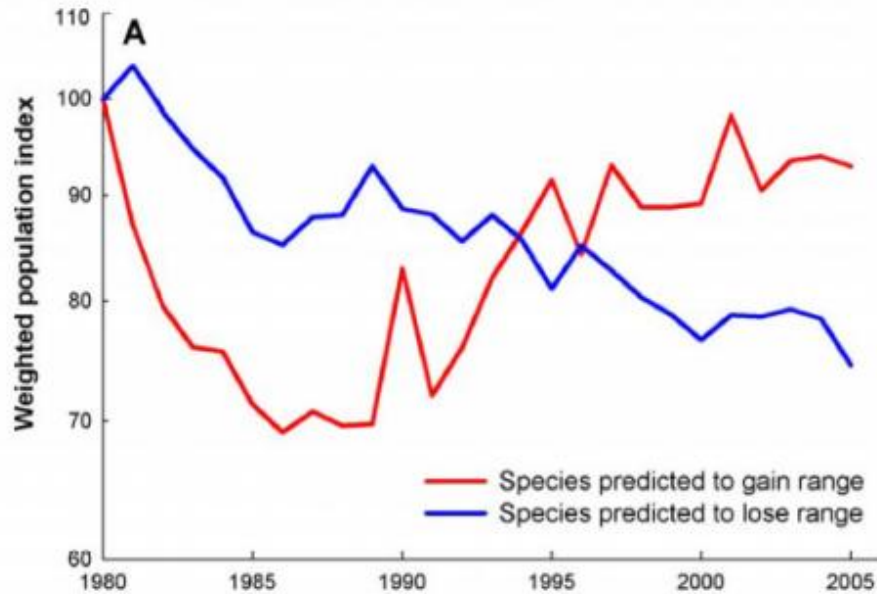 110
A
100
90
80
70
60
Weighted population index
Species predicted to gain range
Species predicted to lose range
1980 1985 1990 1995 2000 2005